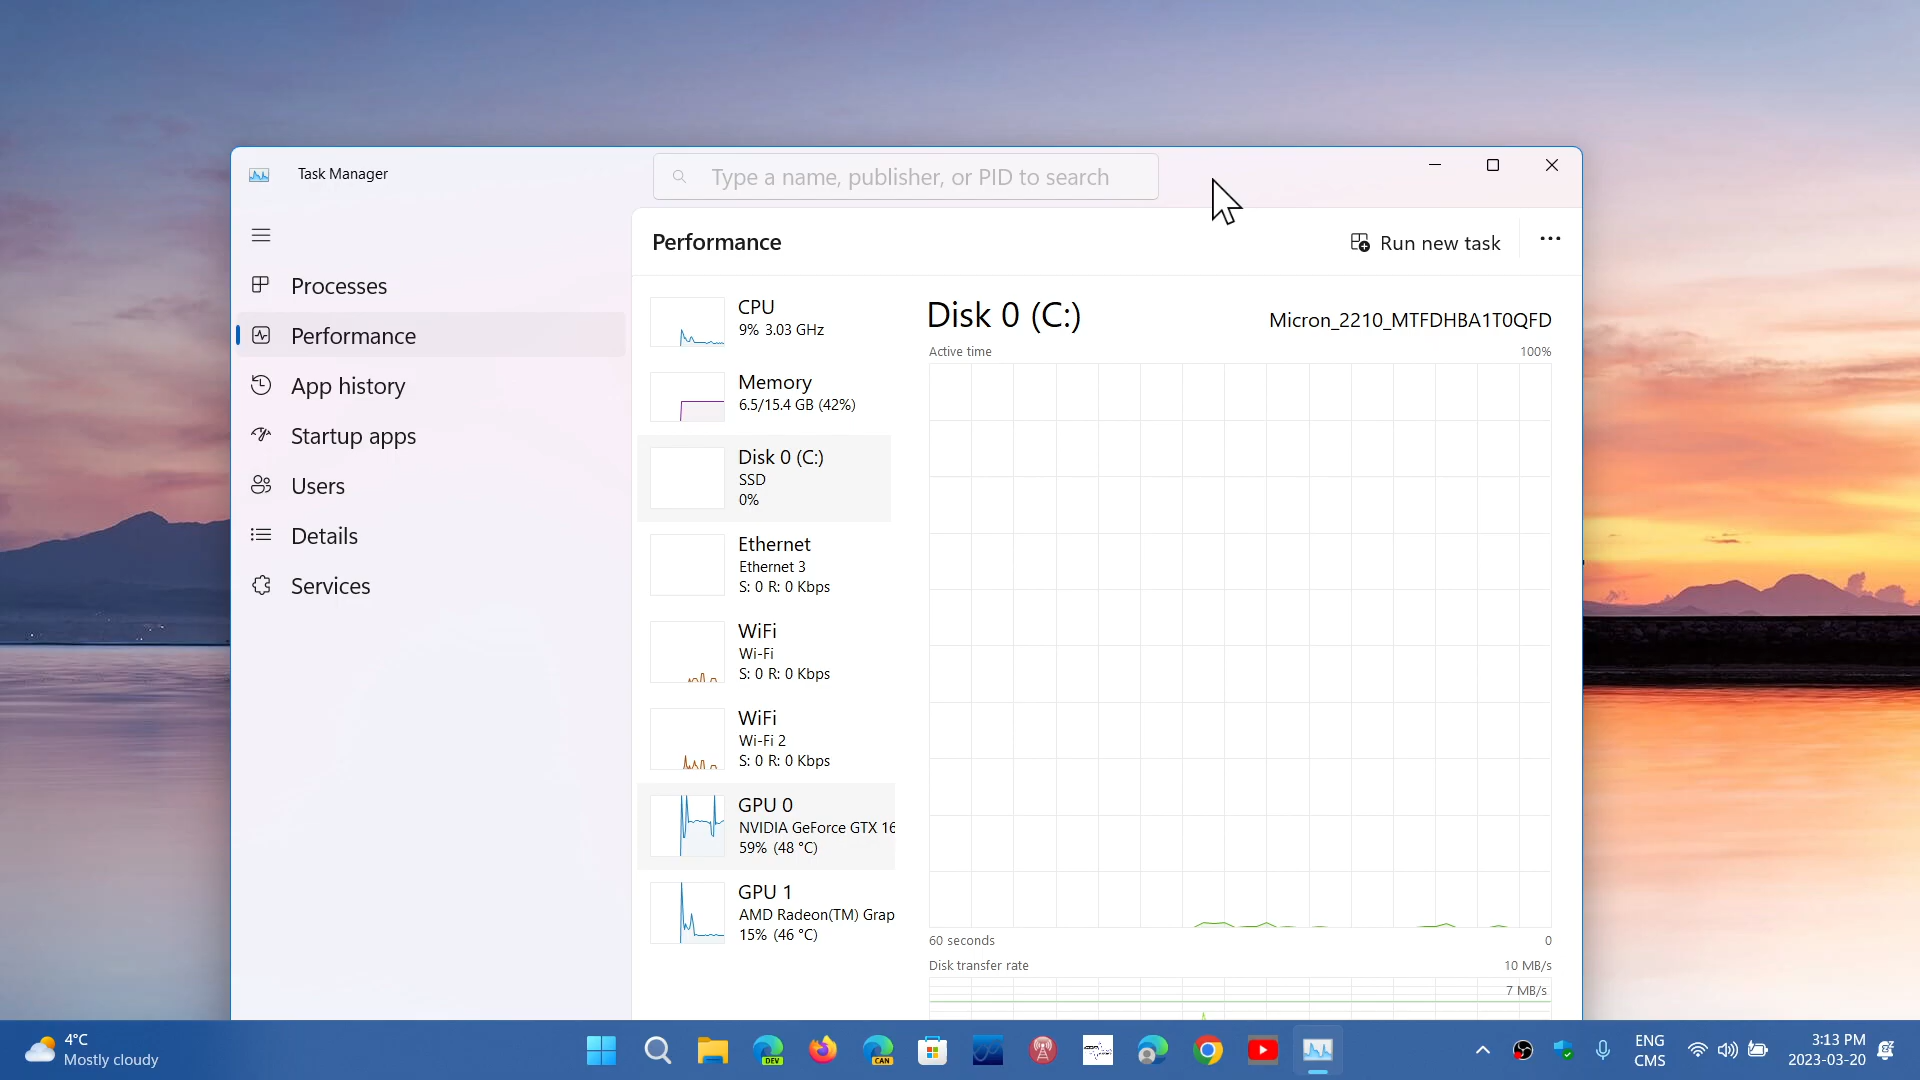 Task Manager
Type a name, publisher, or PID to search
Performance
Run new task
Processes
Performance
App history
Startup apps
Users
Details
Services
CPU
9% 3.03 GHz
Memory
6.5/15.4 GB (42%)
Disk 0 (C:)
SSD
0%
Ethernet
Ethernet 3
S: 0 R: 0 Kbps
WiFi
Wi-Fi
S: 0 R: 0 Kbps
WiFi
Wi-Fi 2
S: 0 R: 0 Kbps
GPU 0
NVIDIA GeForce GTX 16
59% (48 °C)
GPU 1
AMD Radeon(TM) Grap
15% (46 °C)
Disk 0 (C:)
Micron_2210_MTFDHBA1T0QFD
Active time
100%
60 seconds
0
Disk transfer rate
10 MB/s
7 MB/s
4°C
Mostly cloudy
DEV
CAN
ENG
CMS
3:13 PM
2023-03-20